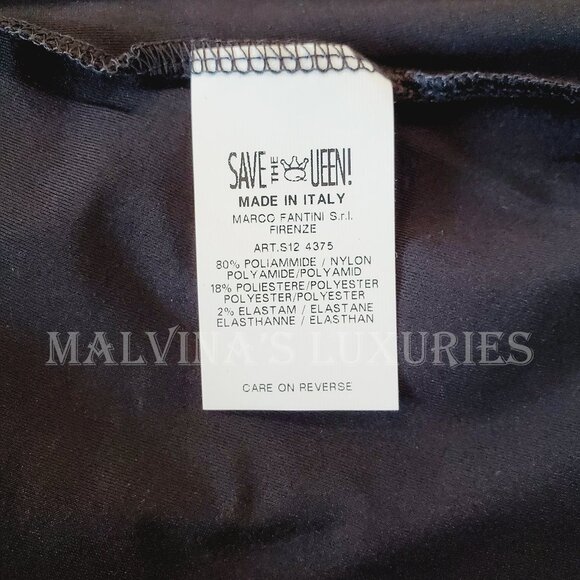 SAVE THE QUEEN!
MADE IN ITALY
MARCO FANTINI S.r.l.
FIRENZE
ART.S12 4375
80% POLIAMMIDE / NYLON
POLYAMIDE/POLYAMID
18% POLIESTERE/POLYESTER
POLYESTER/POLYESTER
2% ELASTAM / ELASTANE
ELASTHANNE / ELASTHAN
MALVINA'S LUXURIES
CARE ON REVERSE